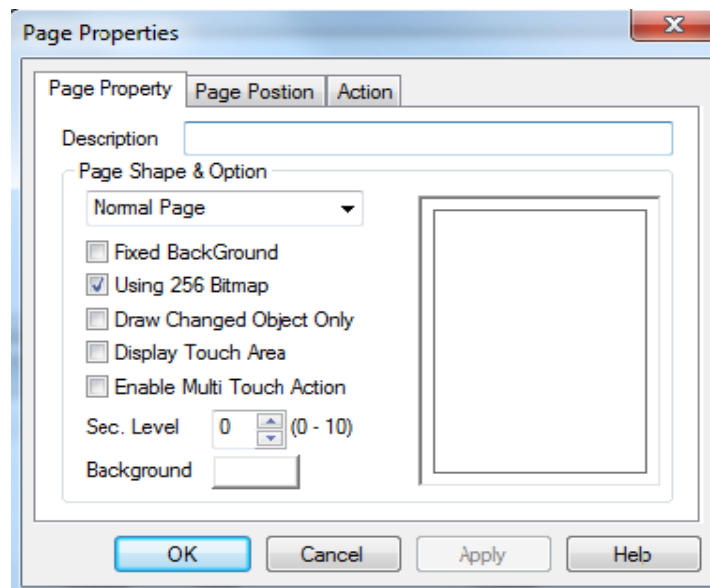 Page Properties
Page Property Page Postion Action
Description
Page Shape & Option
Normal Page
Fixed BackGround
Using 256 Bitmap
Draw Changed Object Only
Display Touch Area
Enable Multi Touch Action
Sec. Level 0 (0 - 10)
Background
OK Cancel Apply Help